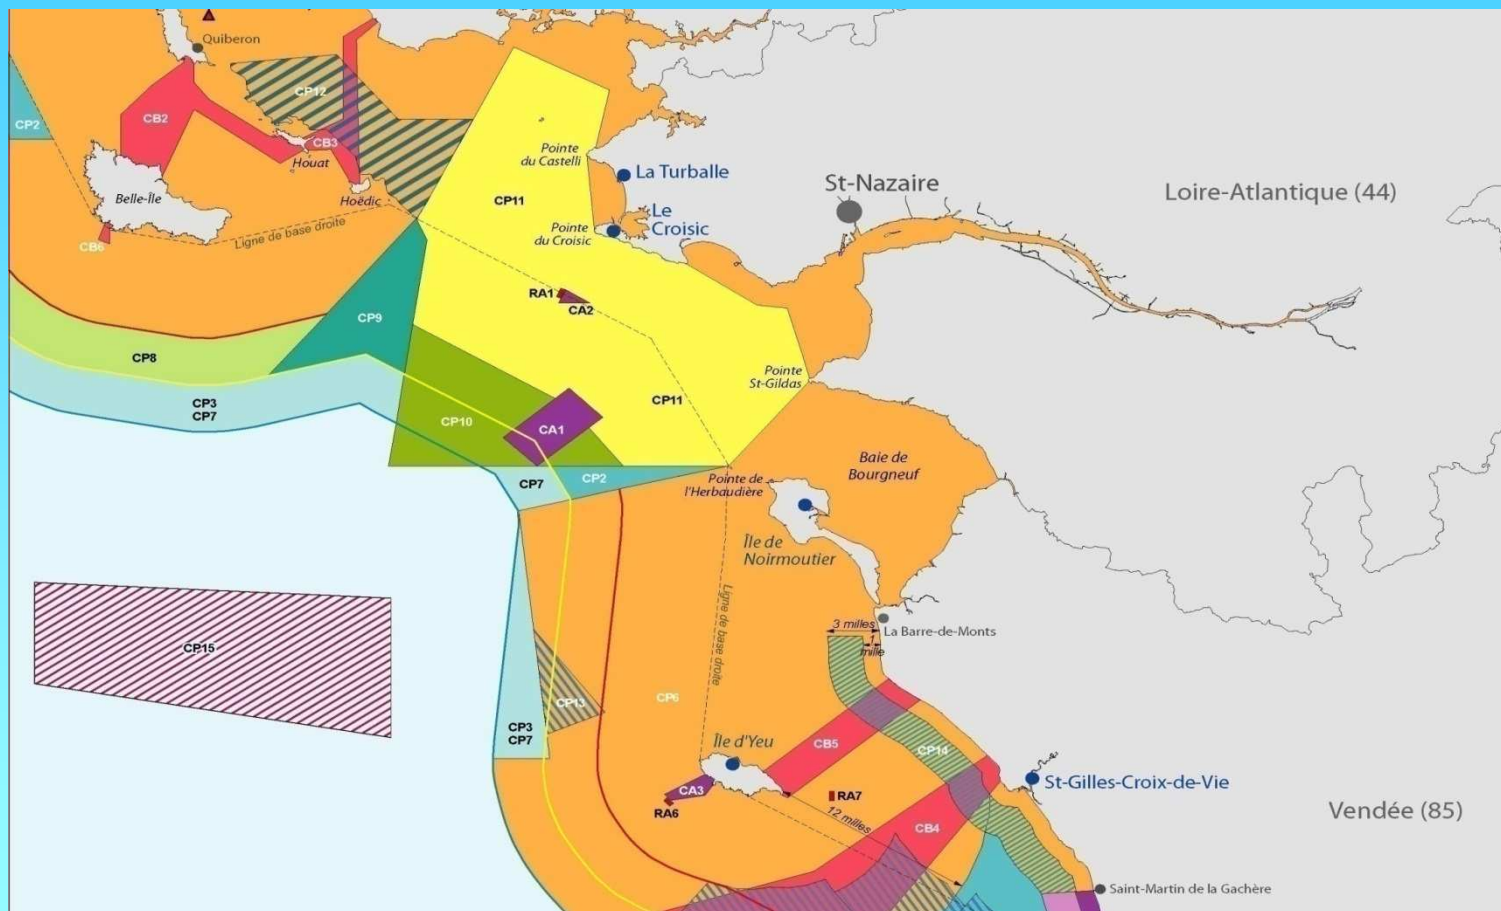 Quiberon
CP12
CP2
CB2
CB3
Houat
Belle-Île
Hoëdic
CB6
Ligne de base droite
Pointe
du Castelli
La Turballe
CP11
Le
Croisic
Pointe
du Croisic
St-Nazaire
Loire-Atlantique (44)
RA1
CA2
CP9
CP8
Pointe
St-Gildas
CP3
CP7
CP11
CP10
CA1
CP7
CP2
Baie de
Bourgneuf
Pointe de
l'Herbaudière
Île de
Noirmoutier
Ligne de base droite
3 milles
1
mille
La Barre-de-Monts
CP15
CP6
CP13
CP3
CP7
Île d'Yeu
CB5
CP14
CA3
RA6
RA7
12 milles
CB4
St-Gilles-Croix-de-Vie
Vendée (85)
Saint-Martin de la Gachère